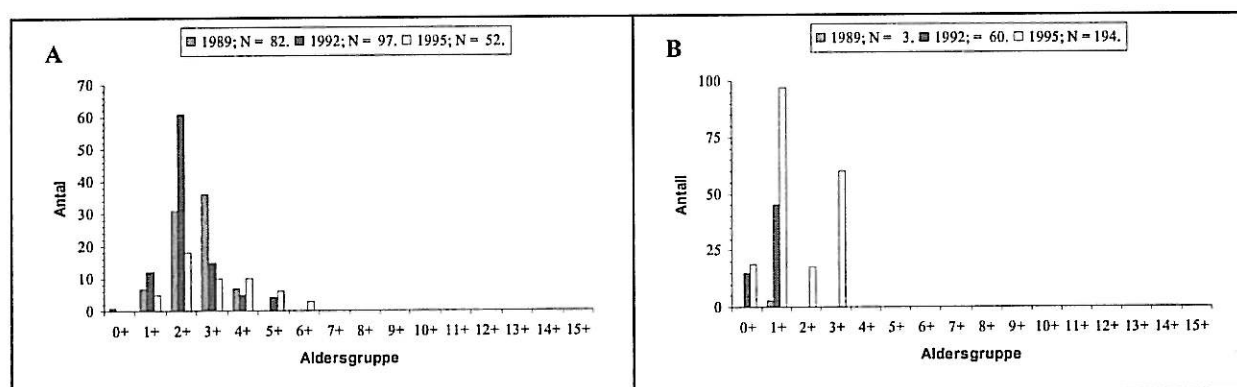 A
1989; N = 82. 1992; N = 97. 1995; N = 52.
70
60
50
40
30
20
10
0
Antal
0+ 1+ 2+ 3+ 4+ 5+ 6+ 7+ 8+ 9+ 10+ 11+ 12+ 13+ 14+ 15+
Aldersgruppe
B
1989; N = 3. 1992; = 60. 1995; N = 194.
100
75
50
25
0
Antall
0+ 1+ 2+ 3+ 4+ 5+ 6+ 7+ 8+ 9+ 10+ 11+ 12+ 13+ 14+ 15+
Aldersgruppe